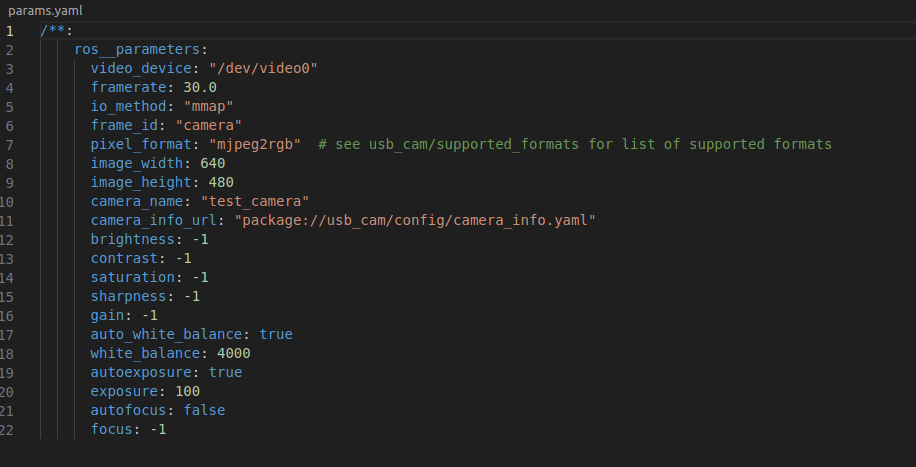 params.yaml
1 /**:
2 ros__parameters:
3 video_device: "/dev/video0"
4 framerate: 30.0
5 io_method: "mmap"
6 frame_id: "camera"
7 pixel_format: "mjpeg2rgb"  # see usb_cam/supported_formats for list of supported formats
8 image_width: 640
9 image_height: 480
10 camera_name: "test_camera"
11 camera_info_url: "package://usb_cam/config/camera_info.yaml"
12 brightness: -1
13 contrast: -1
14 saturation: -1
15 sharpness: -1
16 gain: -1
17 auto_white_balance: true
18 white_balance: 4000
19 autoexposure: true
20 exposure: 100
21 autofocus: false
22 focus: -1